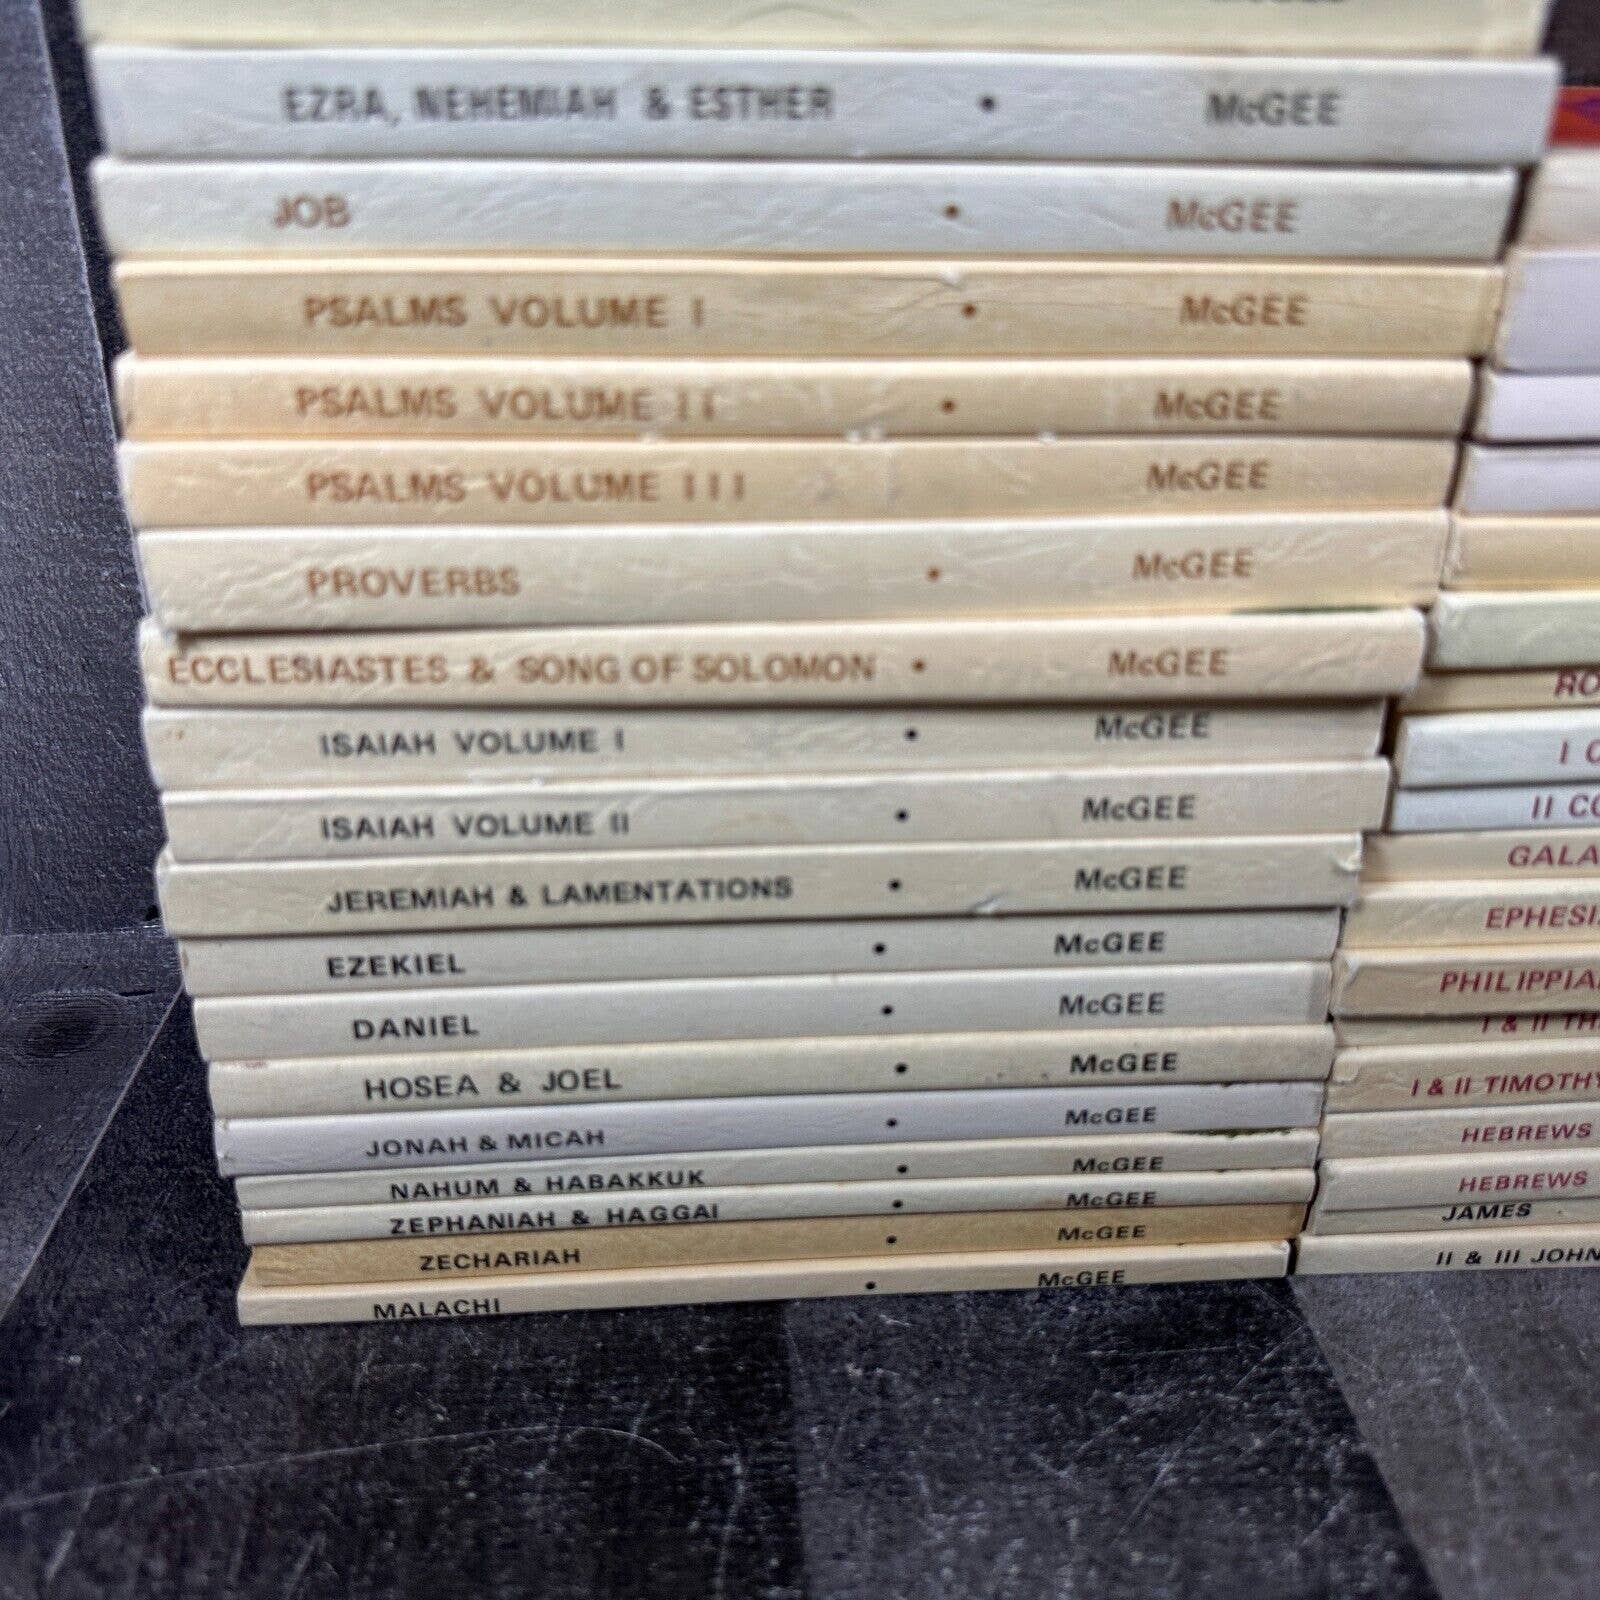 EZRA, NEHEMIAH & ESTHER • McGEE
JOB • McGEE
PSALMS VOLUME I • McGEE
PSALMS VOLUME II • McGEE
PSALMS VOLUME III McGEE
PROVERBS • McGEE
ECCLESIASTES & SONG OF SOLOMON • McGEE
ISAIAH VOLUME I • McGEE
ISAIAH VOLUME II • McGEE
JEREMIAH & LAMENTATIONS • McGEE
EZEKIEL • McGEE
DANIEL • McGEE
HOSEA & JOEL • McGEE
JONAH & MICAH • McGEE
NAHUM & HABAKKUK • McGEE
ZEPHANIAH & HAGGAI • McGEE
ZECHARIAH • McGEE
MALACHI • McGEE
RO
I C
II CO
GALA
EPHESI
PHILIPPIA
I & II TH
I & II TIMOTHY
HEBREWS
HEBREWS
JAMES
II & III JOHN